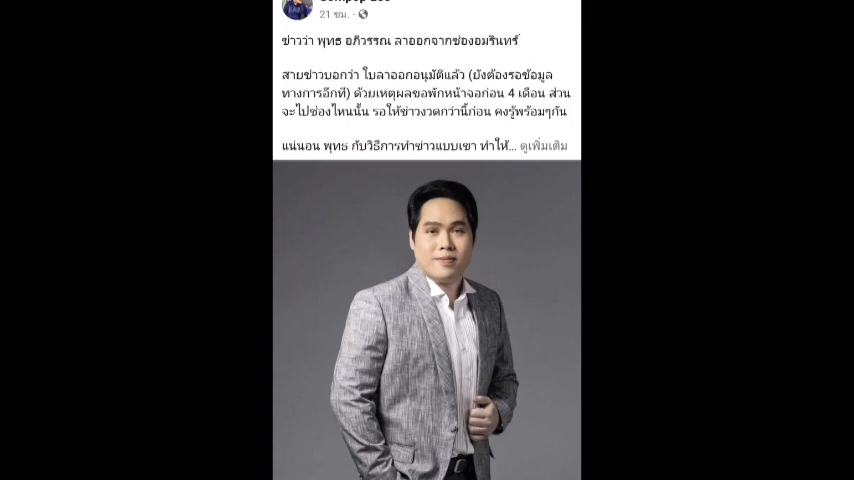 21 ชม. ·
ข่าวว่า พุทธ อภิวรรณ ลาออกจากช่องอมรินทร์
สายข่าวบอกว่า ใบลาออกอนุมัติแล้ว (ยังต้องรอข้อมูล
ทางการอีกที) ด้วยเหตุผลขอพักหน้าจอก่อน 4 เดือน ส่วน
จะไปช่องไหนนั้น รอให้ข่าวงวดกว่านี้ก่อน คงรู้พร้อมๆกัน
แน่นอน พุทธ กับวิธีการทำข่าวแบบเขา ทำให้... ดูเพิ่มเติม